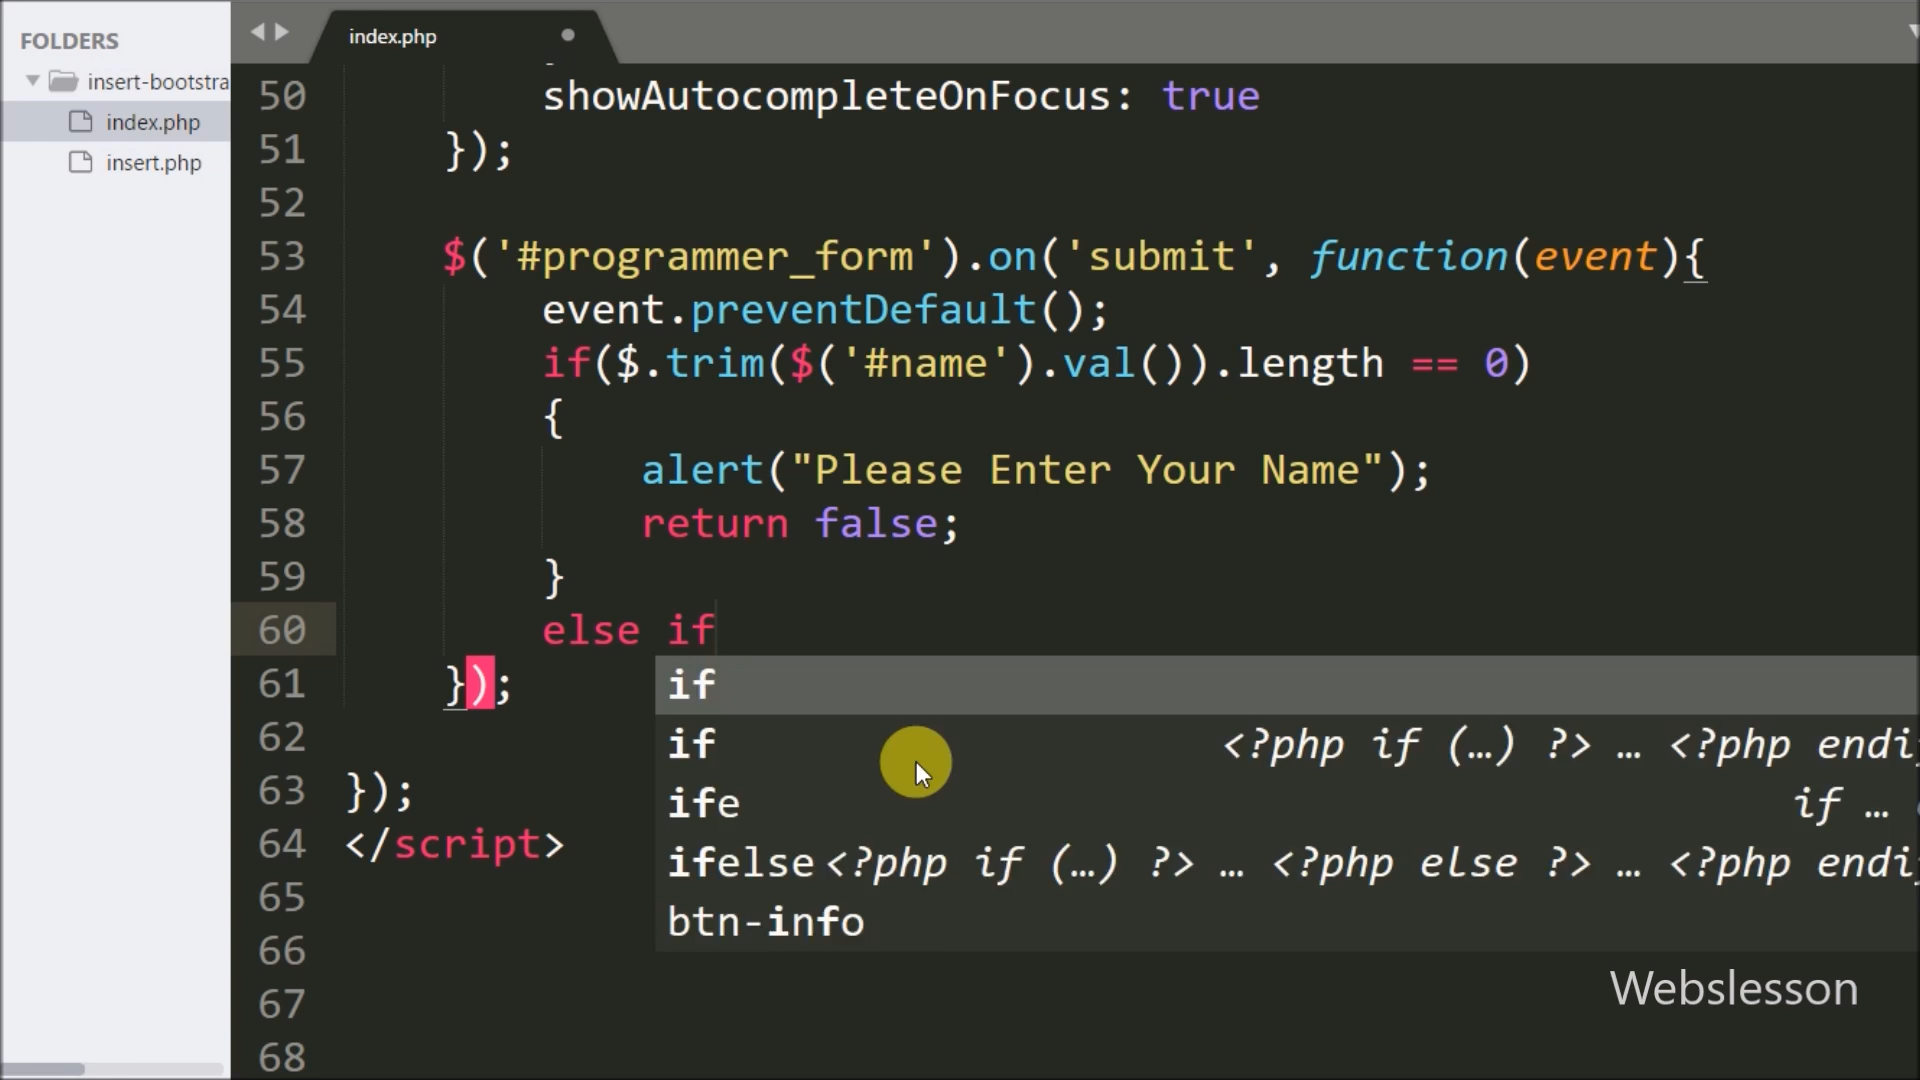 FOLDERS
insert-bootstra
index.php
insert.php
index.php
50 showAutocompleteOnFocus: true
51 });
52
53 $('#programmer_form').on('submit', function(event){
54 event.preventDefault();
55 if($.trim($('#name').val()).length == 0)
56 {
57 alert("Please Enter Your Name");
58 return false;
59 }
60 else if
61 });
if
62
if <?php if (…) ?> … <?php endi
63 });
ife if …
64 </script>
ifelse <?php if (…) ?> … <?php else ?> … <?php endi
65
btn-info
66
67
68
Webslesson